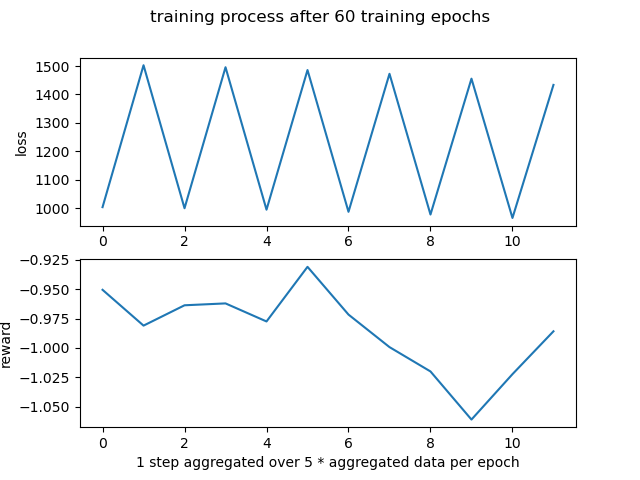 training process after 60 training epochs
1500
1400
1300
1200
1100
1000
loss
0 2 4 6 8 10
−0.925
−0.950
−0.975
−1.000
−1.025
−1.050
reward
0 2 4 6 8 10
1 step aggregated over 5 * aggregated data per epoch